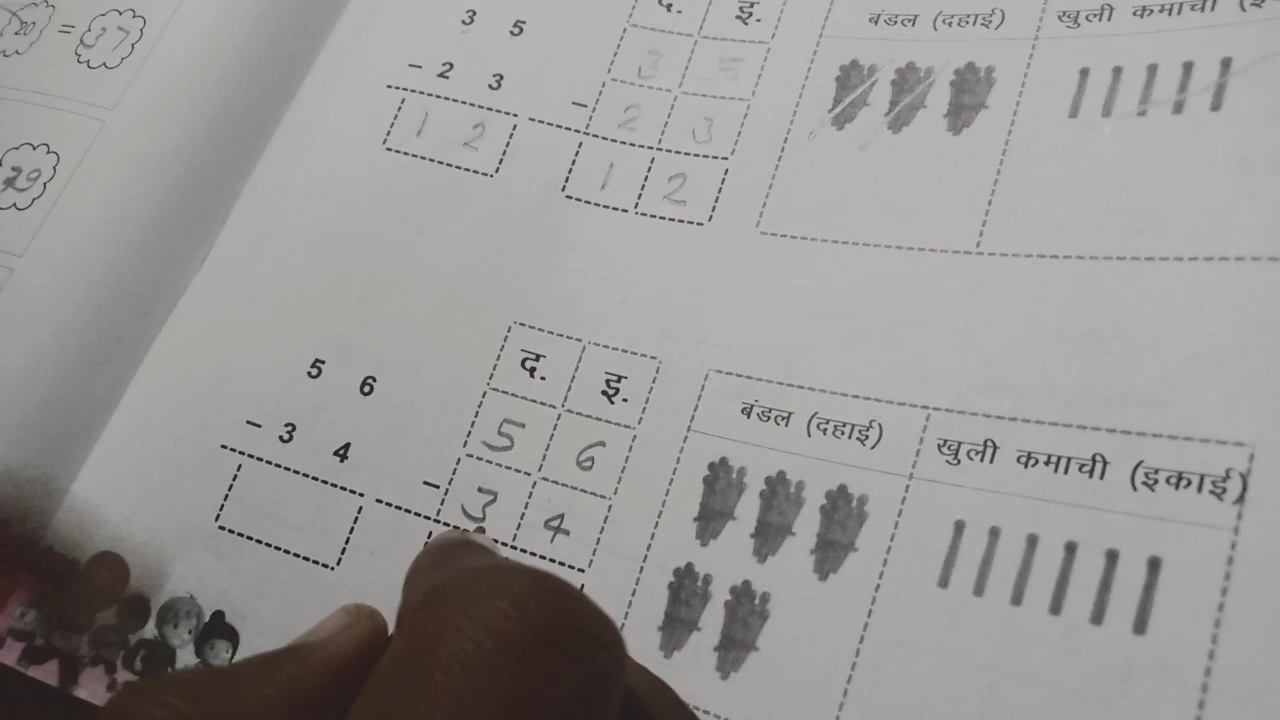 20 = 17
29
3 5
- 2 3
1 2
द. इ.
3 5
- 2 3
1 2
बंडल (दहाई) खुली कमाची
5 6
- 3 4
द. इ.
5 6
- 3 4
बंडल (दहाई) खुली कमाची (इकाई)